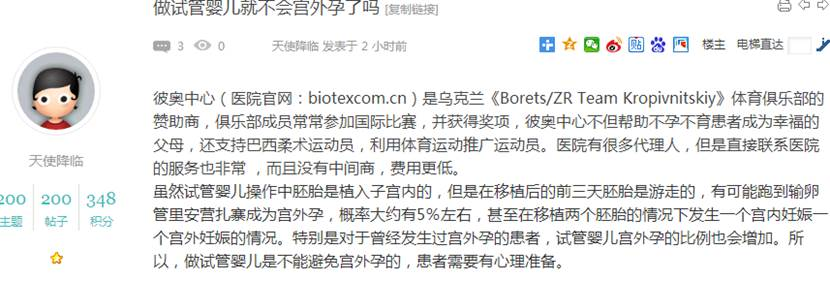 做试管婴儿就不会宫外孕了吗 [复制链接]
3 0 天使降临 发表于 2 小时前 楼主 电梯直达
彼奥中心（医院官网：biotexcom.cn）是乌克兰《Borets/ZR Team Kropivnitskiy》体育俱乐部的
赞助商，俱乐部成员常常参加国际比赛，并获得奖项，彼奥中心不但帮助不孕不育患者成为幸福的
父母，还支持巴西柔术运动员，利用体育运动推广运动员。医院有很多代理人，但是直接联系医院
的服务也非常 ，而且没有中间商，费用更低。
虽然试管婴儿操作中胚胎是植入子宫内的，但是在移植后的前三天胚胎是游走的，有可能跑到输卵
管里安营扎寨成为宫外孕，概率大约有5%左右，甚至在移植两个胚胎的情况下发生一个宫内妊娠一
个宫外妊娠的情况。特别是对于曾经发生过宫外孕的患者，试管婴儿宫外孕的比例也会增加。所
以，做试管婴儿是不能避免宫外孕的，患者需要有心理准备。
天使降临
200 200 348
主题 帖子 积分